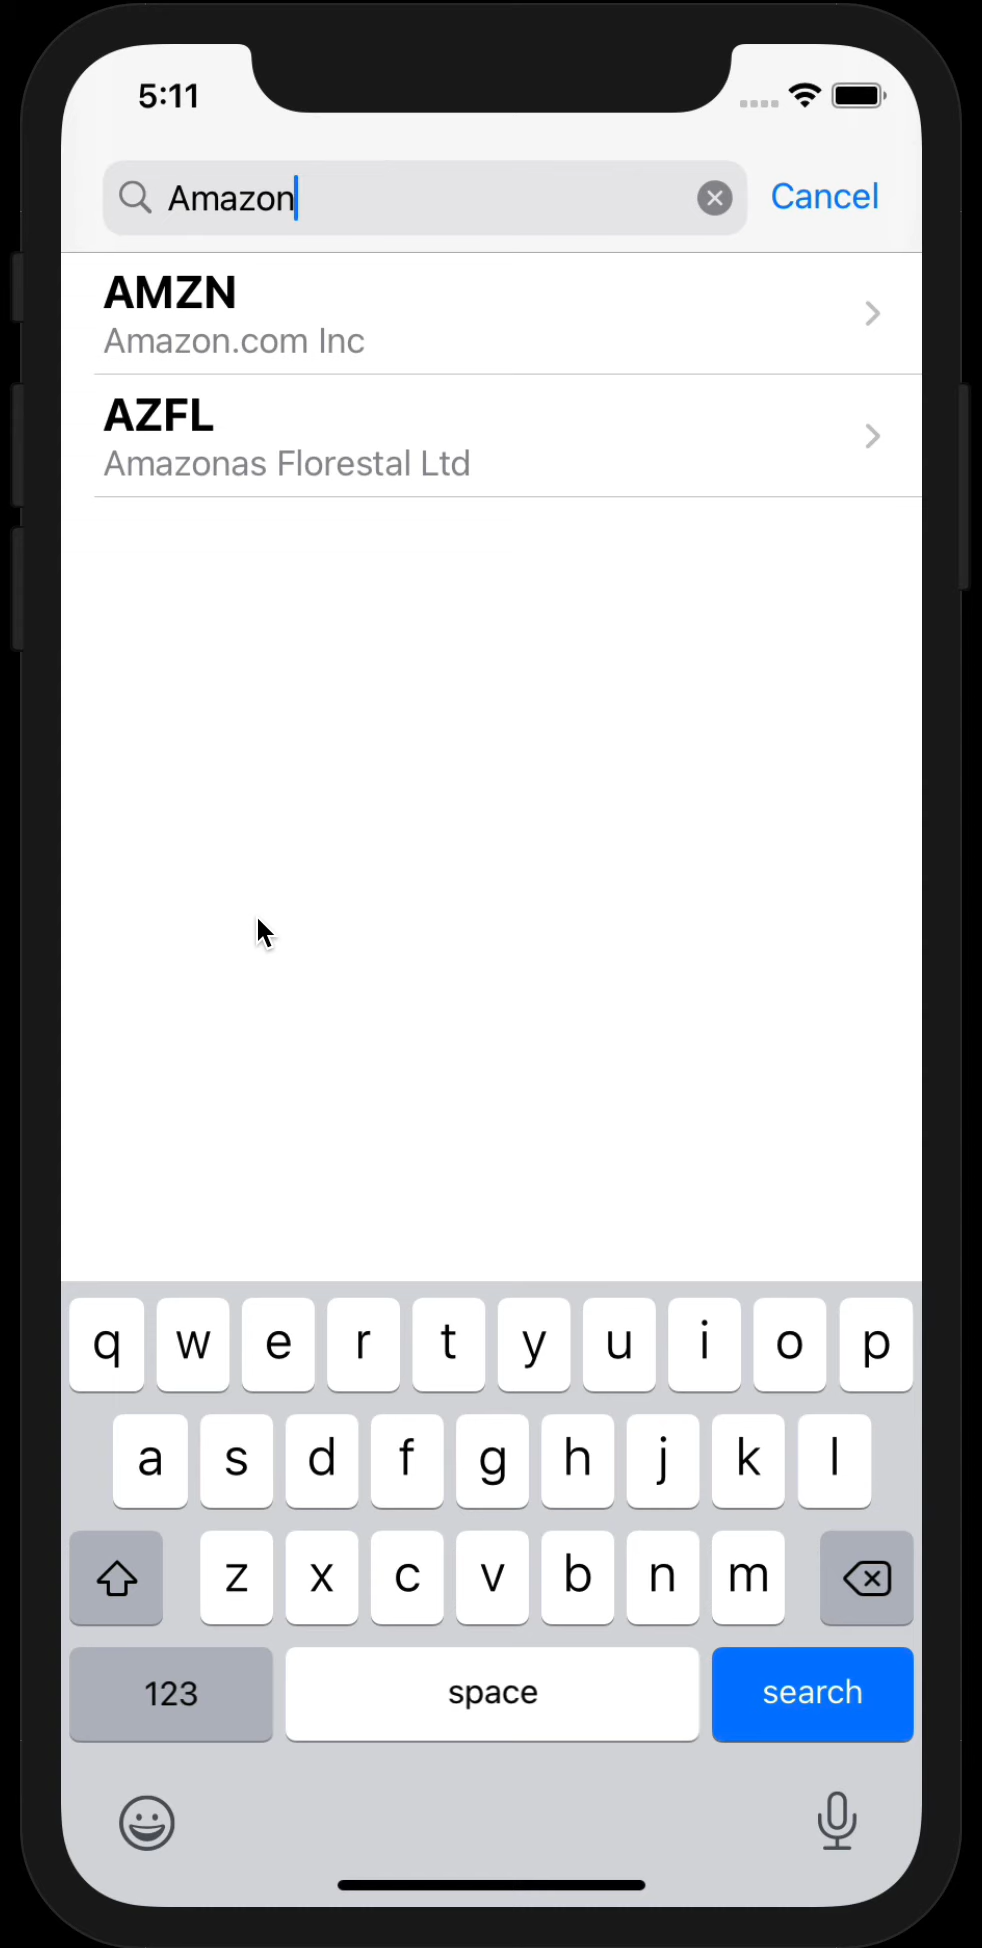 5:11
Amazon
Cancel
AMZN
Amazon.com Inc
AZFL
Amazonas Florestal Ltd
q w e r t y u i o p
a s d f g h j k l
z x c v b n m
123 space search